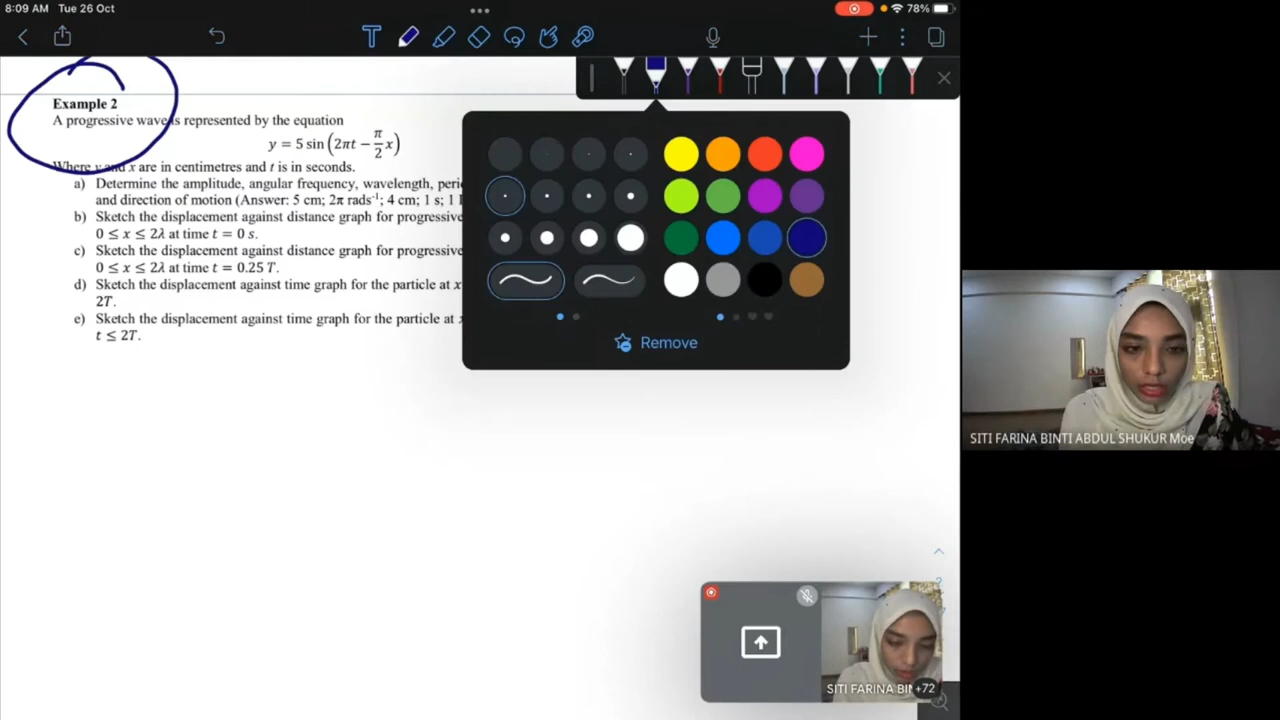 8:09 AM Tue 26 Oct
78%
Example 2
A progressive wave is represented by the equation
y = 5 sin (2πt − π/2 x)
Where y and x are in centimetres and t is in seconds.
a) Determine the amplitude, angular frequency, wavelength,
and direction of motion (Answer: 5 cm; 2π rads⁻¹; 4 cm; 1 s; 1
b) Sketch the displacement against distance graph for progressive
0 ≤ x ≤ 2λ at time t = 0 s.
c) Sketch the displacement against distance graph for progressive
0 ≤ x ≤ 2λ at time t = 0.25 T.
d) Sketch the displacement against time graph for the particle at x
2T.
e) Sketch the displacement against time graph for the particle at
t ≤ 2T.
Remove
SITI FARINA BINTI ABDUL SHUKUR Moe
SITI FARINA BIN
+72